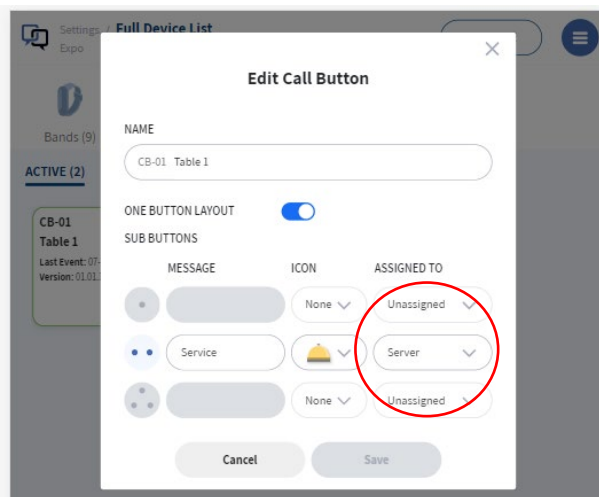 Settings / Full Device List
Expo
Edit Call Button
Bands (9)
NAME
CB-01 Table 1
ACTIVE (2)
ONE BUTTON LAYOUT
SUB BUTTONS
CB-01
Table 1
Last Event: 07-
Version: 01.01.
MESSAGE ICON ASSIGNED TO
None Unassigned
Service Server
None Unassigned
Cancel Save